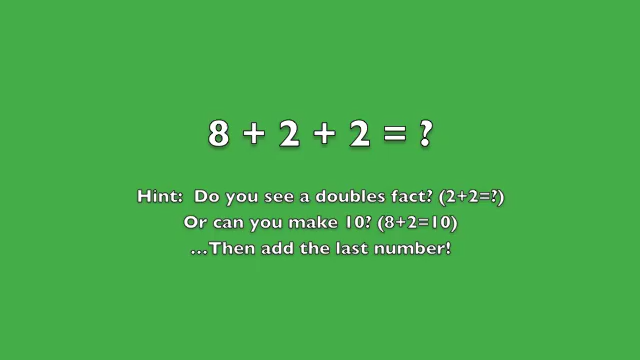 8 + 2 + 2 = ?
Hint: Do you see a doubles fact? (2+2=?)
Or can you make 10? (8+2=10)
...Then add the last number!